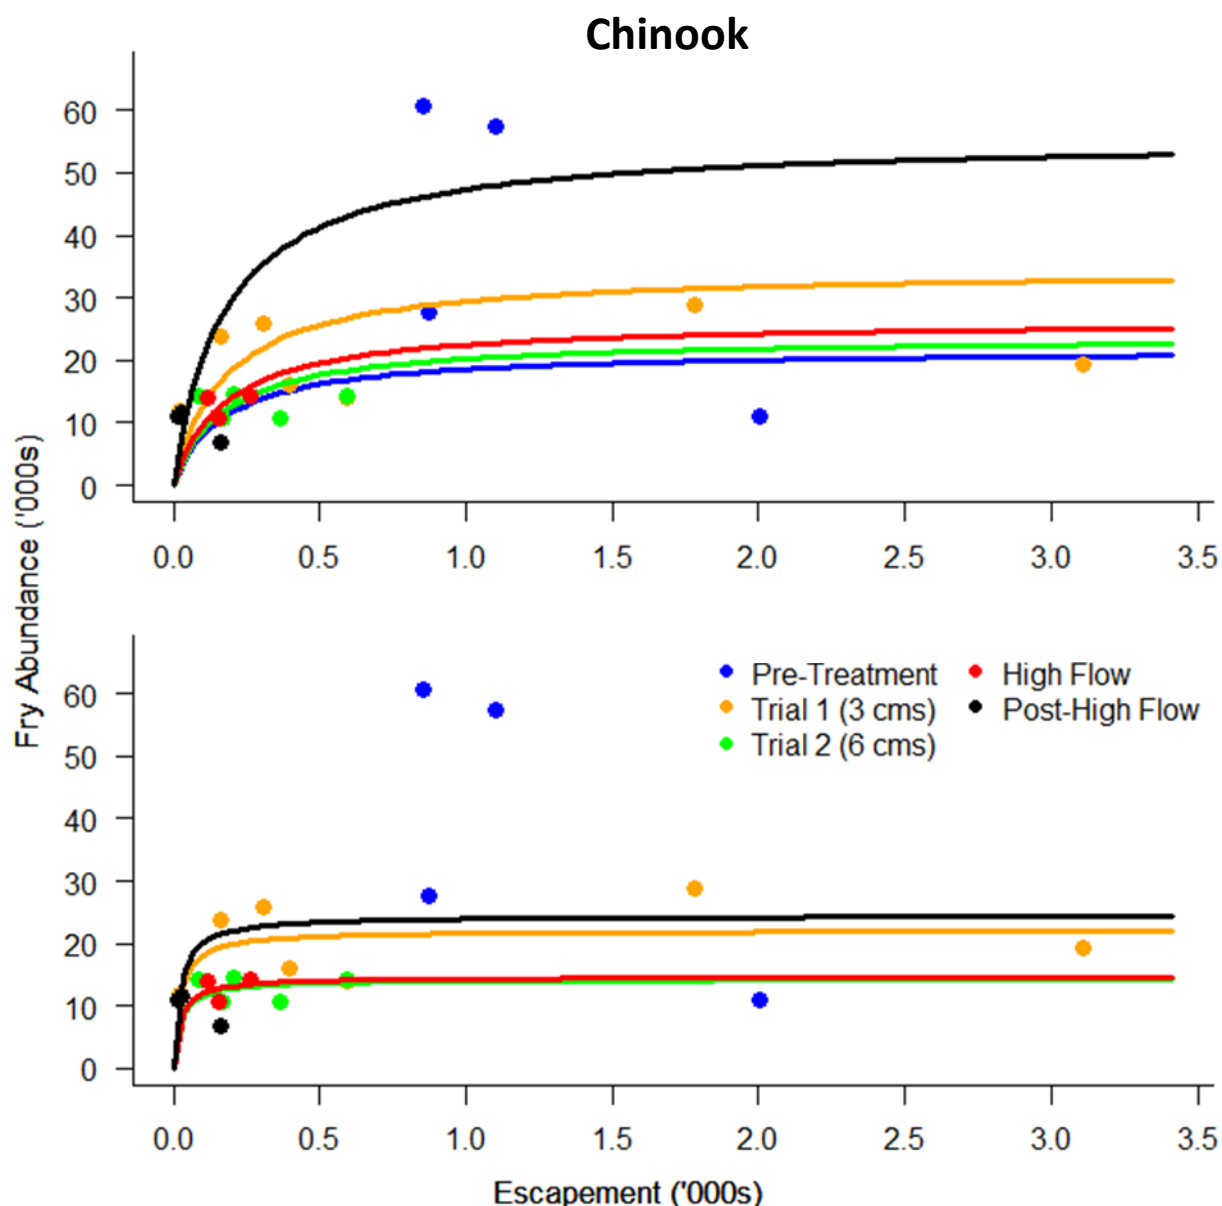 Chinook
Fry Abundance ('000s)
60
50
40
30
20
10
0
0.0 0.5 1.0 1.5 2.0 2.5 3.0 3.5
Pre-Treatment High Flow
Trial 1 (3 cms) Post-High Flow
Trial 2 (6 cms)
60
50
40
30
20
10
0
0.0 0.5 1.0 1.5 2.0 2.5 3.0 3.5
Escapement ('000s)